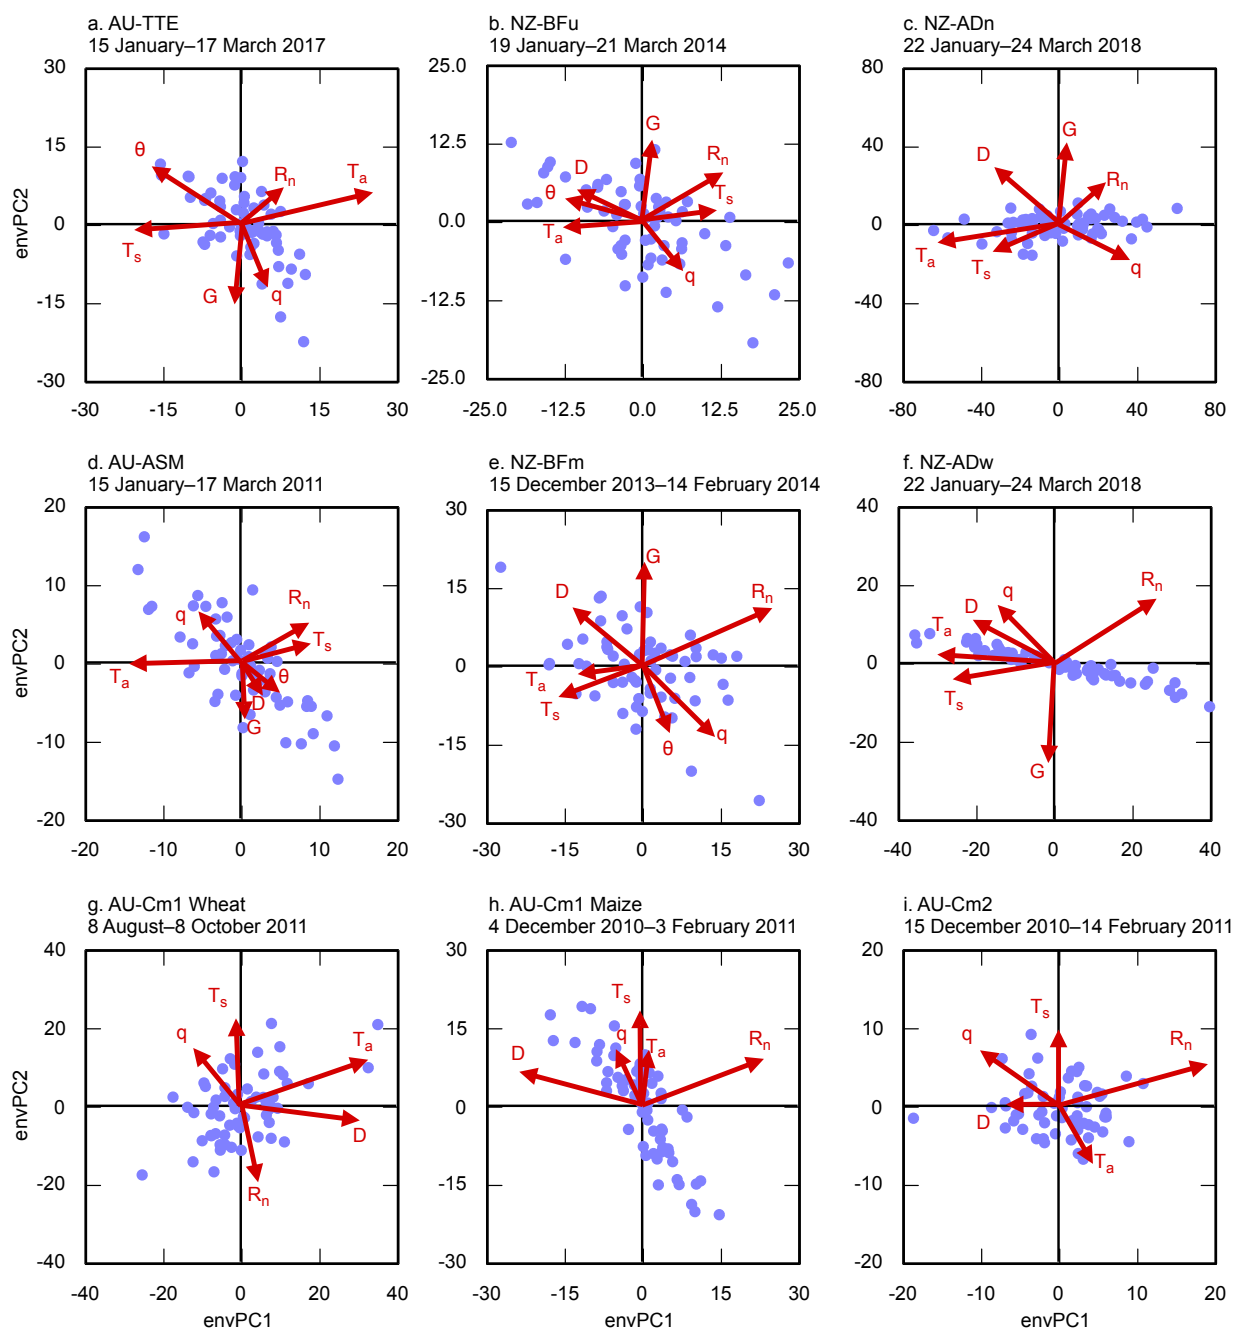 a. AU-TTE
15 January–17 March 2017
b. NZ-BFu
19 January–21 March 2014
c. NZ-ADn
22 January–24 March 2018
envPC2
30
15
0
-15
-30
-30
-15
0
15
30
θ
Rn
Ta
Ts
G
q
25.0
12.5
0.0
-12.5
-25.0
-25.0
-12.5
0.0
12.5
25.0
G
D
Rn
θ
Ts
Ta
q
80
40
0
-40
-80
-80
-40
0
40
80
G
D
Rn
Ta
Ts
q
d. AU-ASM
15 January–17 March 2011
e. NZ-BFm
15 December 2013–14 February 2014
f. NZ-ADw
22 January–24 March 2018
envPC2
20
10
0
-10
-20
-20
-10
0
10
20
q
Rn
Ts
Ta
θ
D
G
30
15
0
-15
-30
-30
-15
0
15
30
G
D
Rn
Ta
Ts
θ
q
40
20
0
-20
-40
-40
-20
0
20
40
Rn
q
D
Ta
Ts
G
g. AU-Cm1 Wheat
8 August–8 October 2011
h. AU-Cm1 Maize
4 December 2010–3 February 2011
i. AU-Cm2
15 December 2010–14 February 2011
envPC2
40
20
0
-20
-40
-40
-20
0
20
40
envPC1
Ts
q
Ta
D
Rn
30
15
0
-15
-30
-30
-15
0
15
30
envPC1
Ts
q
Ta
D
Rn
20
10
0
-10
-20
-20
-10
0
10
20
envPC1
Ts
q
Rn
D
Ta